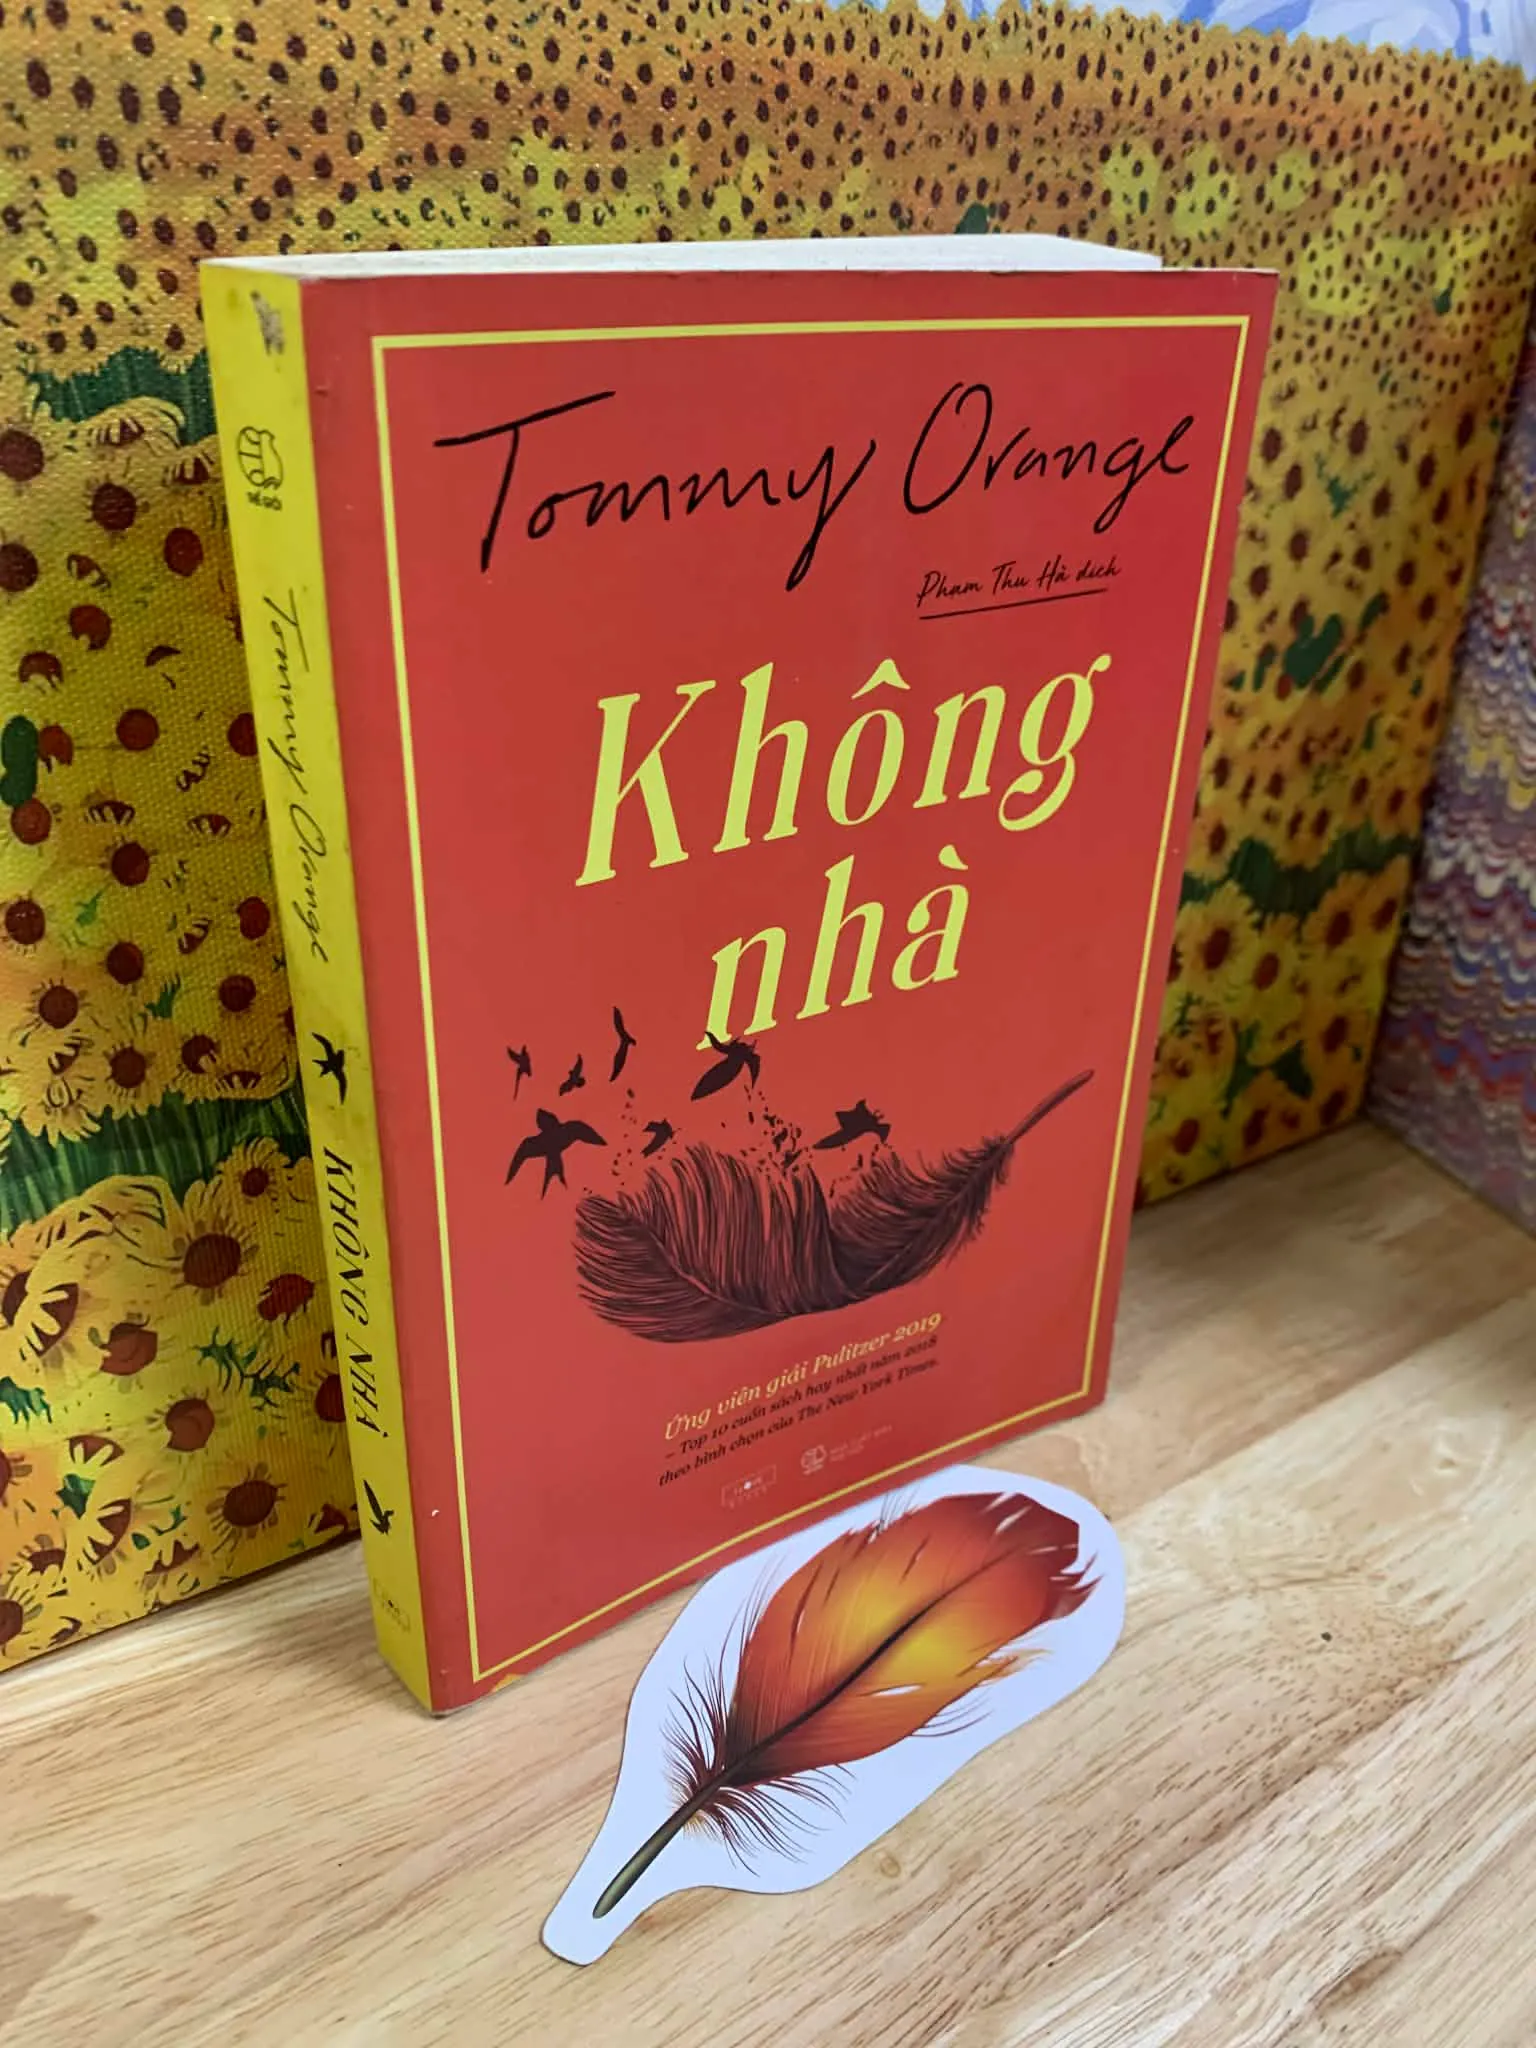 Tommy Orange
Phạm Thu Hà dịch
Không
nhà
Ứng viên giải Pulitzer 2019
– Top 10 cuốn sách hay nhất năm 2018
theo bình chọn của The New York Times.
Tommy Orange
KHÔNG NHÀ